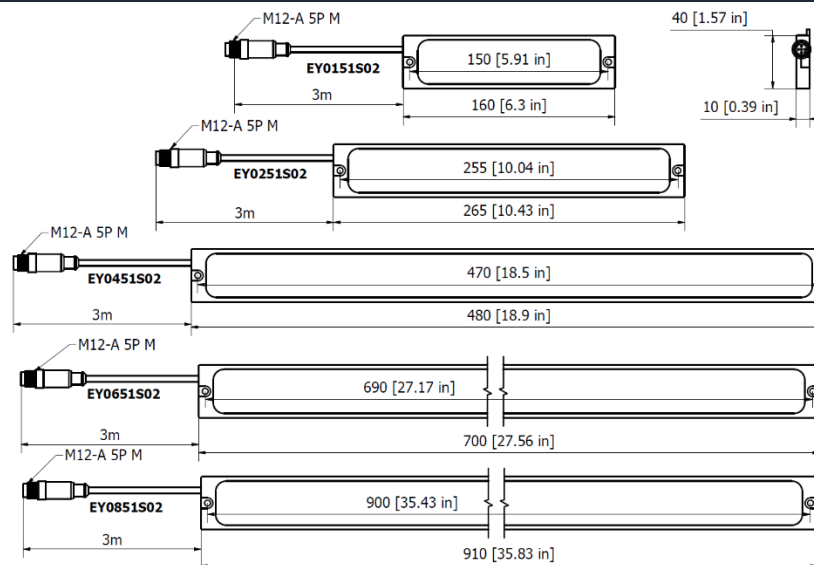 M12-A 5P M
40 [1.57 in]
150 [5.91 in]
EY0151S02
3m
160 [6.3 in]
10 [0.39 in]
M12-A 5P M
255 [10.04 in]
EY0251S02
3m
265 [10.43 in]
M12-A 5P M
470 [18.5 in]
EY0451S02
3m
480 [18.9 in]
M12-A 5P M
690 [27.17 in]
EY0651S02
3m
700 [27.56 in]
M12-A 5P M
900 [35.43 in]
EY0851S02
3m
910 [35.83 in]